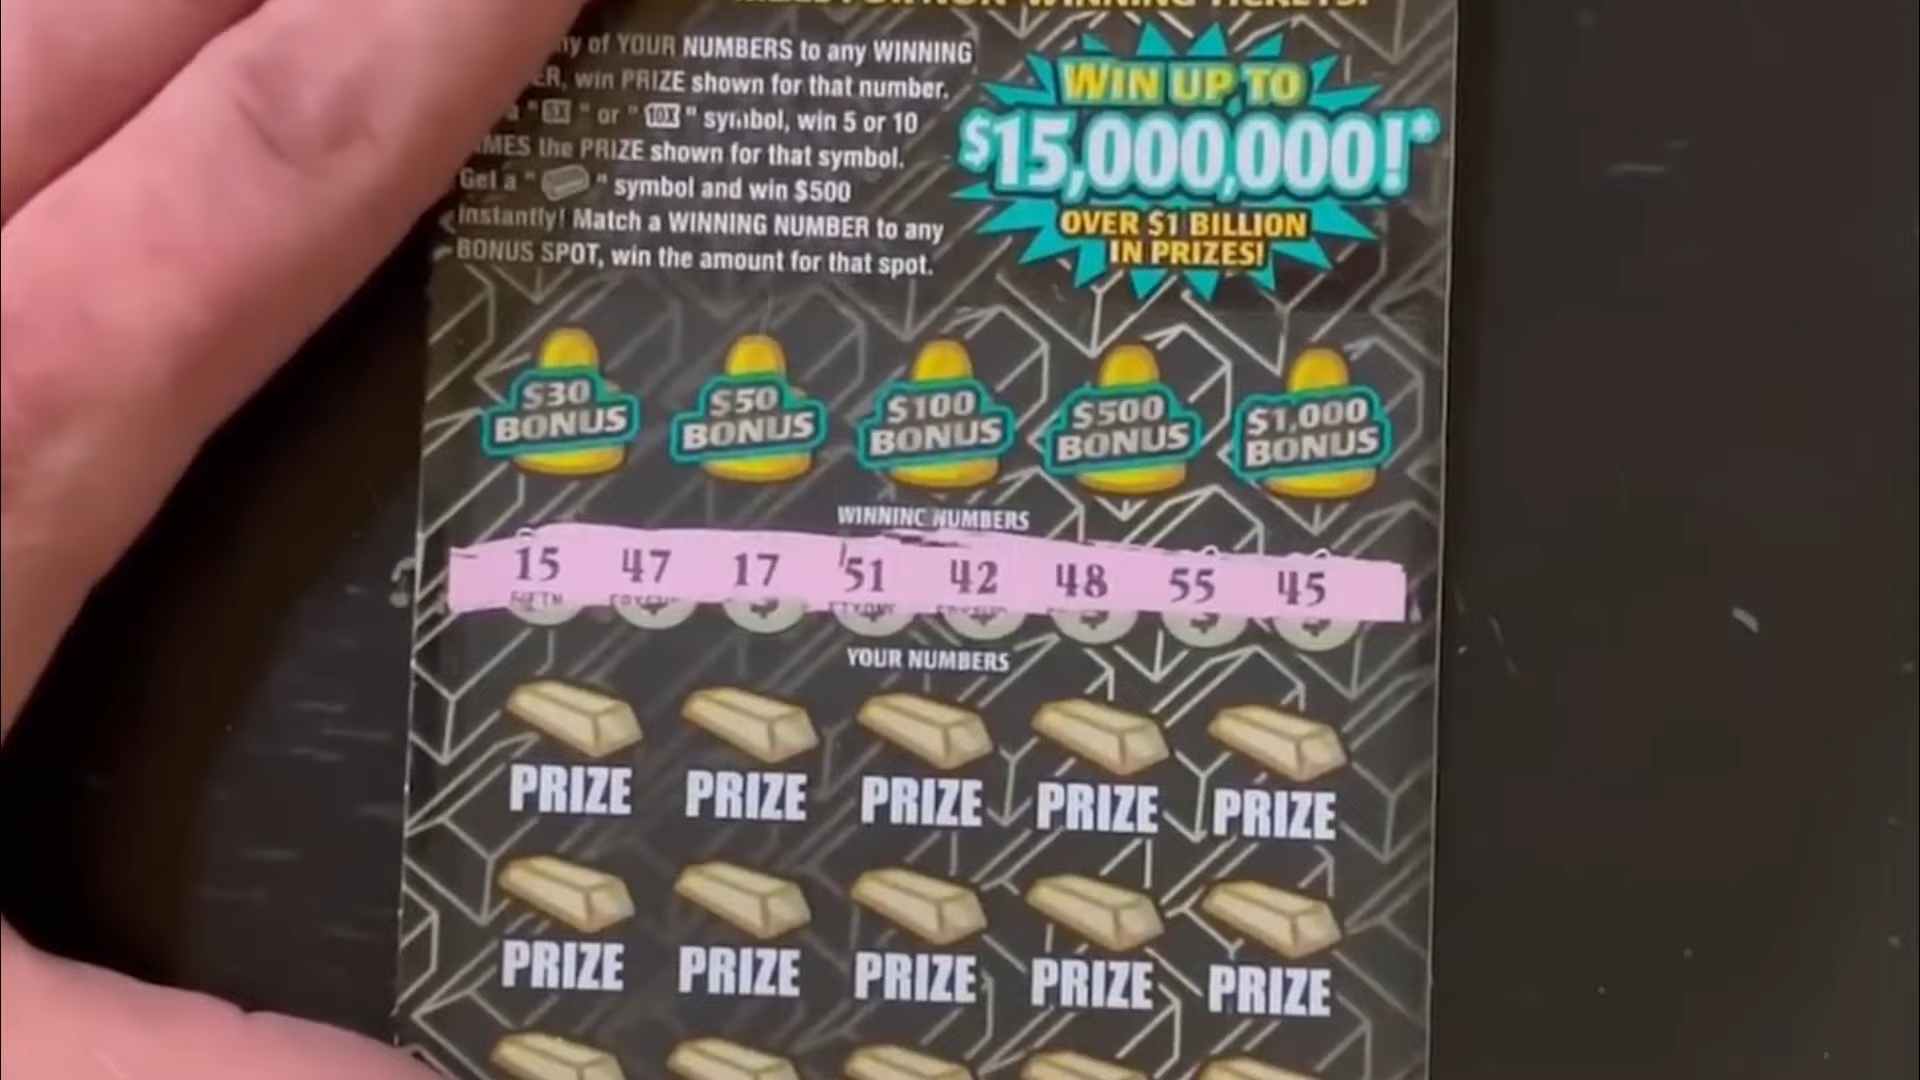 of YOUR NUMBERS to any WINNING
win PRIZE shown for that number.
"5X" or "10X" symbol, win 5 or 10
the PRIZE shown for that symbol.
Get a " " symbol and win $500
instantly! Match a WINNING NUMBER to any
BONUS SPOT, win the amount for that spot.
WIN UP TO
$15,000,000!*
OVER $1 BILLION
IN PRIZES!
$30 BONUS $50 BONUS $100 BONUS $500 BONUS $1,000 BONUS
WINNING NUMBERS
15 47 17 51 42 48 55 45
YOUR NUMBERS
PRIZE PRIZE PRIZE PRIZE PRIZE
PRIZE PRIZE PRIZE PRIZE PRIZE